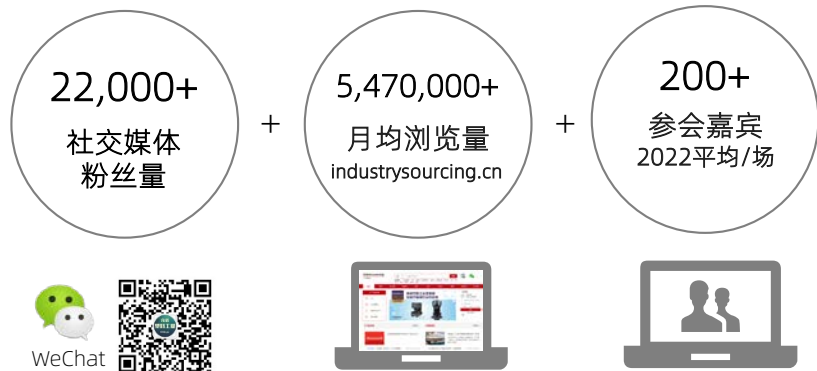 22,000+
社交媒体
粉丝量
+
5,470,000+
月均浏览量
industrysourcing.cn
+
200+
参会嘉宾
2022平均/场
WeChat